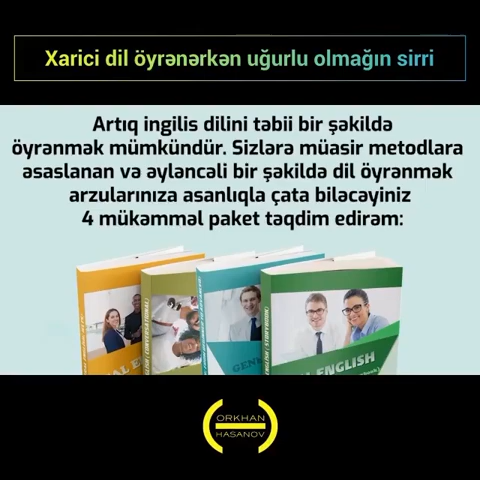 Xarici dil öyrənərkən uğurlu olmağın sirri
Artıq ingilis dilini təbii bir şəkildə
öyrənmək mümkündür. Sizlərə müasir metodlara
əsaslanan və əyləncəli bir şəkildə dil öyrənmək
arzularınıza asanlıqla çata biləcəyiniz
4 mükəmməl paket təqdim edirəm:
ENGLISH
ORKHAN
HASANOV